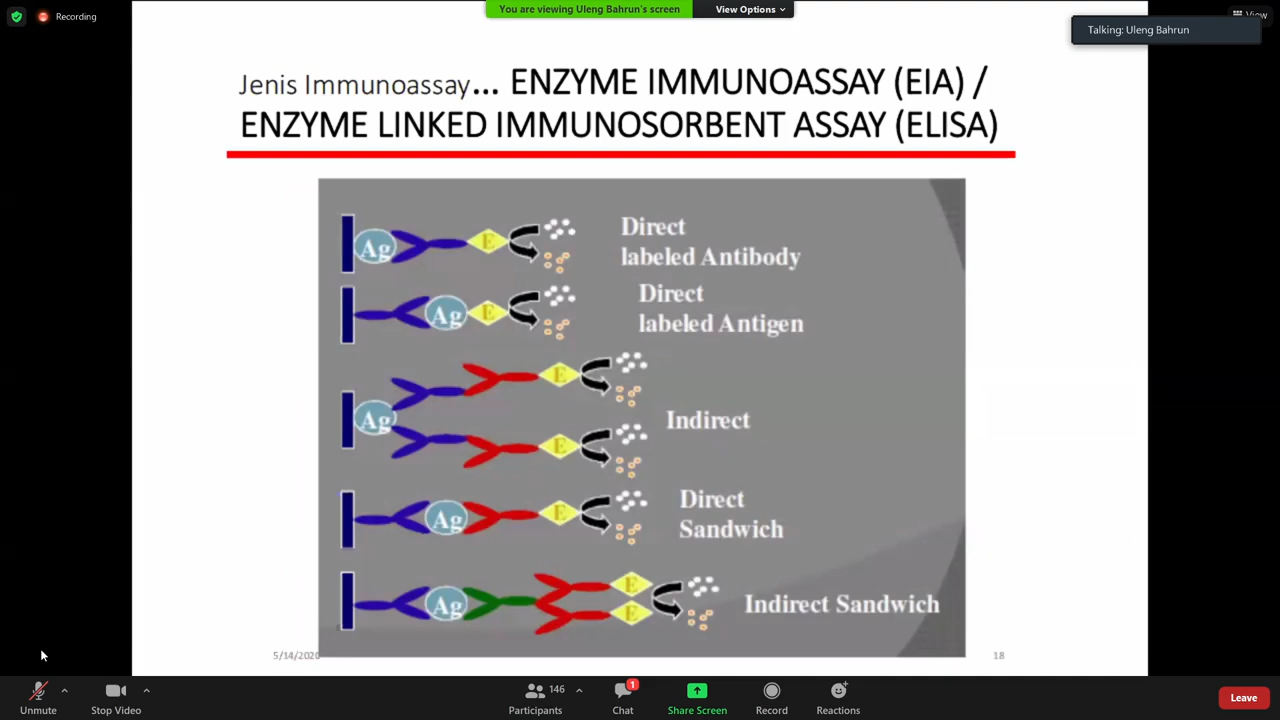 Recording
You are viewing Uleng Bahrun's screen
View Options
View
Talking: Uleng Bahrun
Jenis Immunoassay... ENZYME IMMUNOASSAY (EIA) /
ENZYME LINKED IMMUNOSORBENT ASSAY (ELISA)
Ag E
Direct
labeled Antibody
Ag E
Direct
labeled Antigen
E
Ag
Indirect
E
Ag E
Direct
Sandwich
Ag E
E
Indirect Sandwich
5/14/2020
18
Unmute
Stop Video
146
Participants
1
Chat
Share Screen
Record
Reactions
Leave